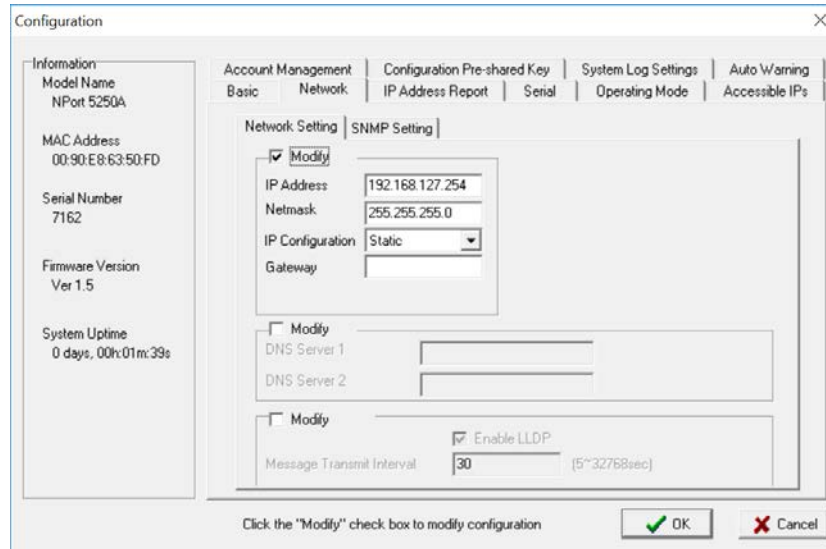 Configuration
Information
Model Name
NPort 5250A
MAC Address
00:90:E8:63:50:FD
Serial Number
7162
Firmware Version
Ver 1.5
System Uptime
0 days, 00h:01m:39s
Account Management Configuration Pre-shared Key System Log Settings Auto Warning
Basic Network IP Address Report Serial Operating Mode Accessible IPs
Network Setting SNMP Setting
Modify
IP Address 192.168.127.254
Netmask 255.255.255.0
IP Configuration Static
Gateway
Modify
DNS Server 1
DNS Server 2
Modify
Enable LLDP
Message Transmit Interval 30 (5~32768sec)
Click the "Modify" check box to modify configuration OK Cancel